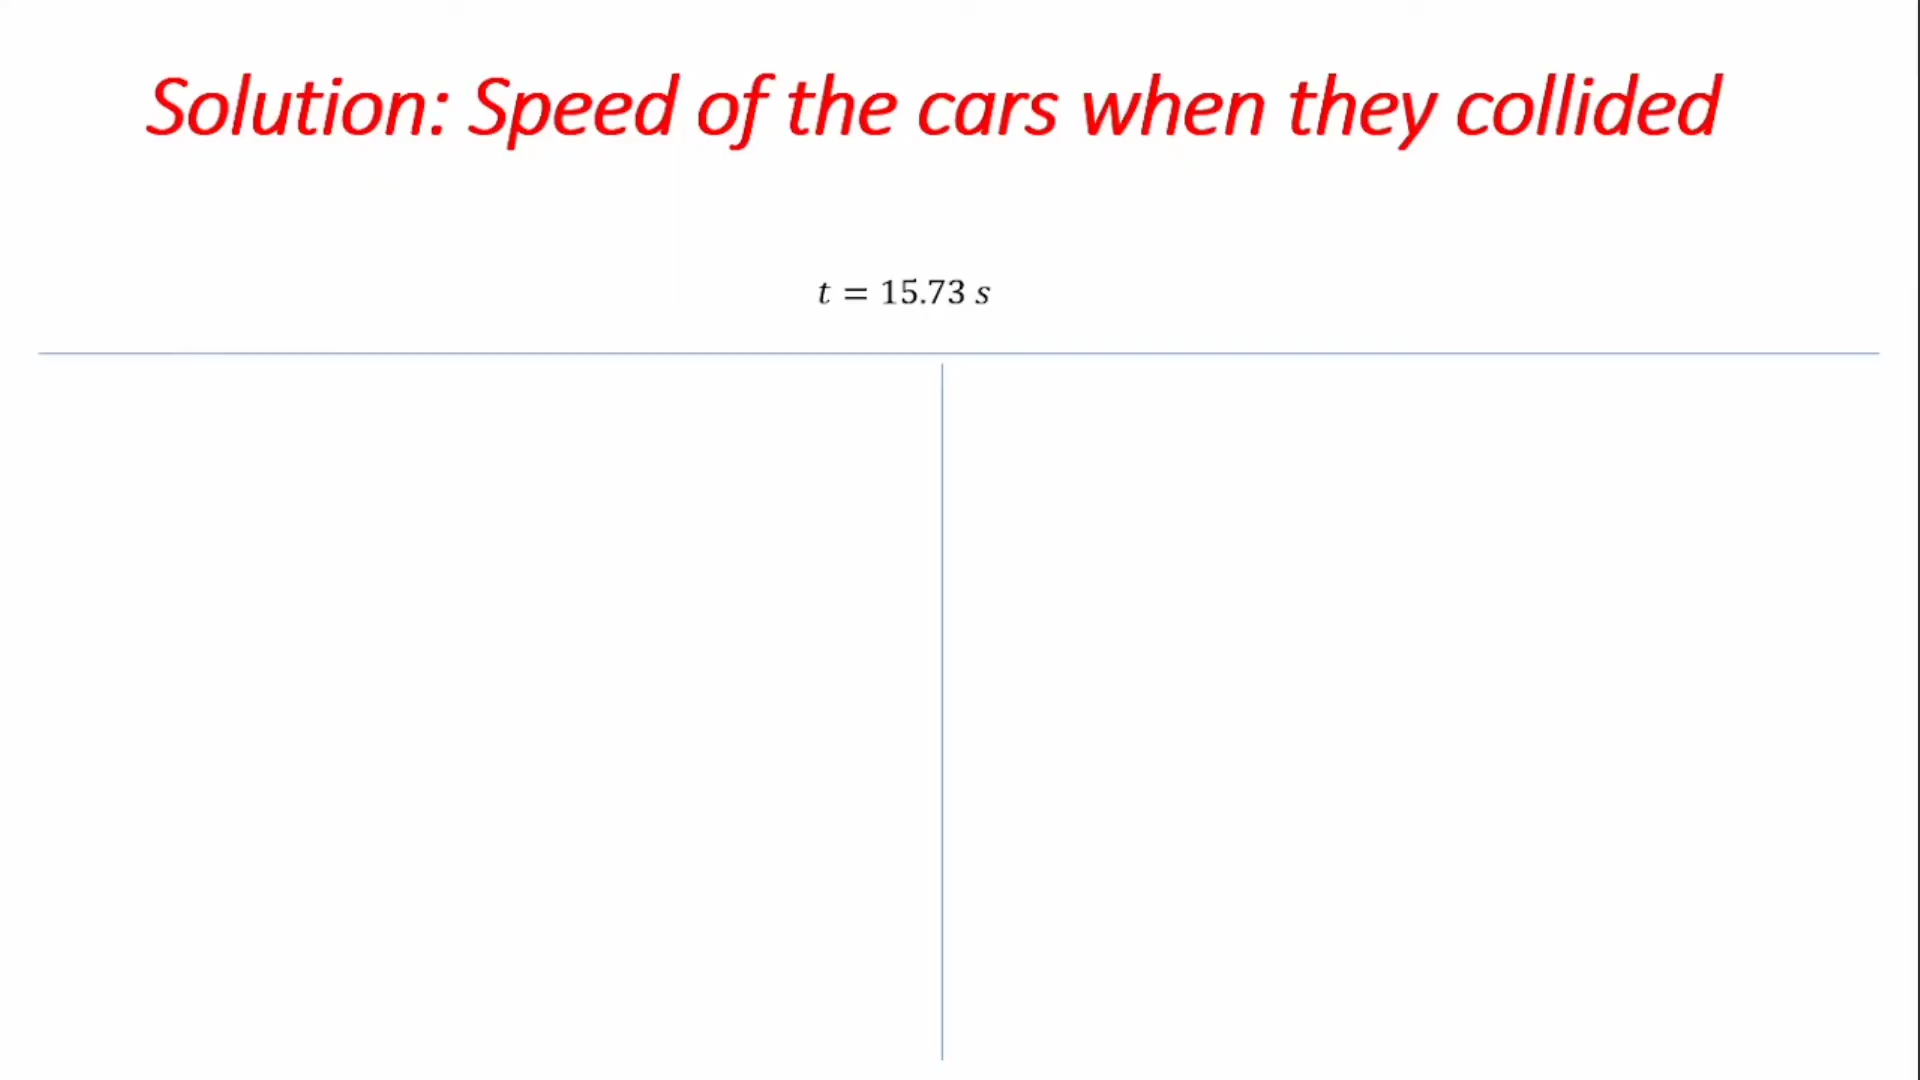 Solution: Speed of the cars when they collided
t = 15.73 s